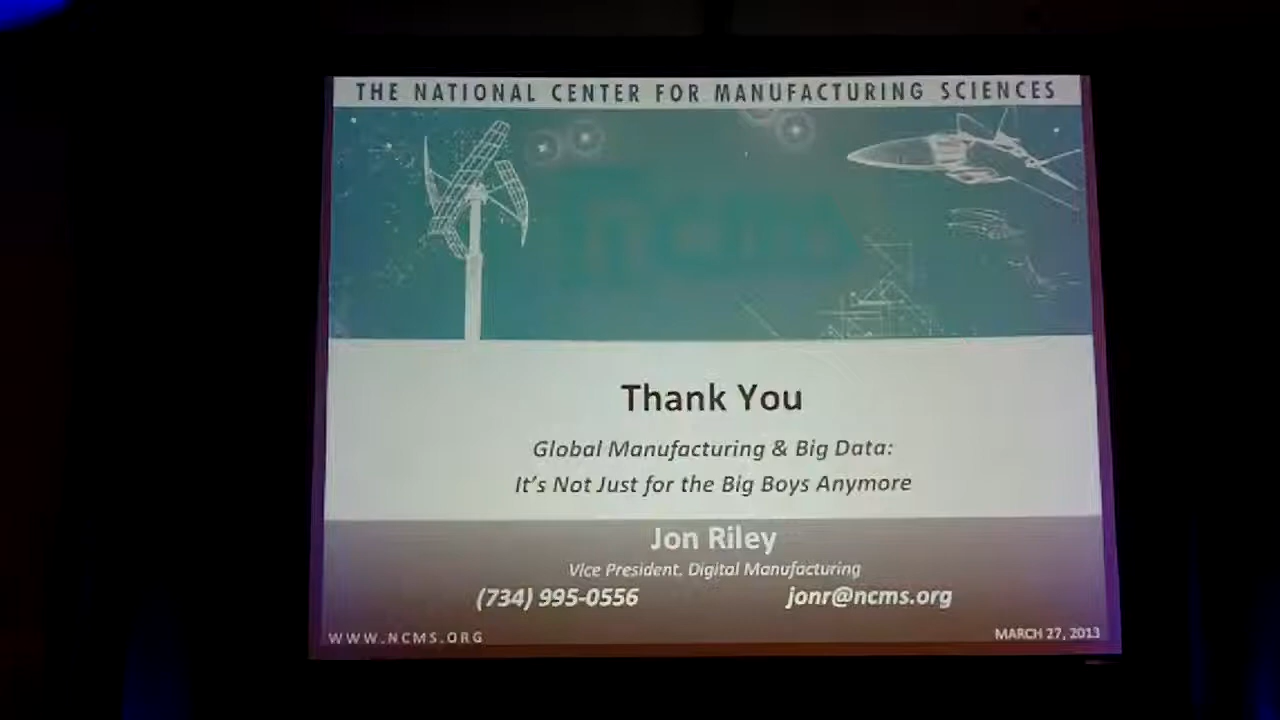 THE NATIONAL CENTER FOR MANUFACTURING SCIENCES
ncms
Thank You
Global Manufacturing & Big Data:
It's Not Just for the Big Boys Anymore
Jon Riley
Vice President, Digital Manufacturing
(734) 995-0556 jonr@ncms.org
WWW.NCMS.ORG MARCH 27, 2013